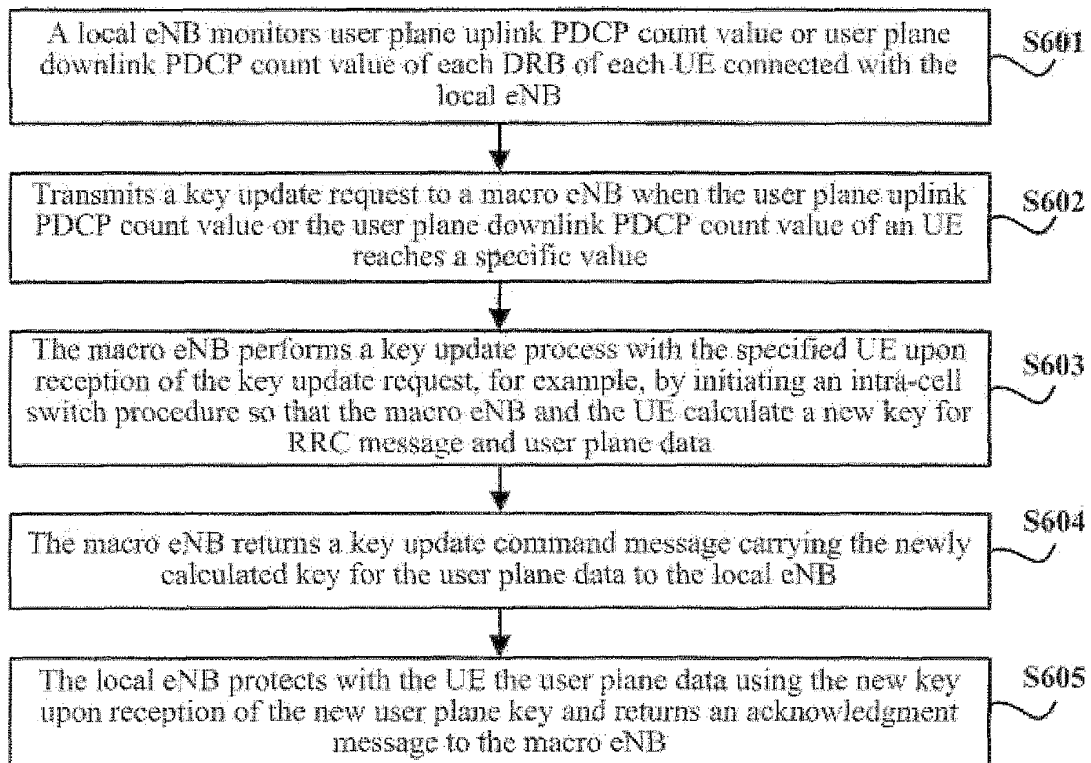 A local eNB monitors user plane uplink PDCP count value or user plane
downlink PDCP count value of each DRB of each UE connected with the
local eNB
S601
Transmits a key update request to a macro eNB when the user plane uplink
PDCP count value or the user plane downlink PDCP count value of an UE
reaches a specific value
S602
The macro eNB performs a key update process with the specified UE upon
reception of the key update request, for example, by initiating an intra-cell
switch procedure so that the macro eNB and the UE calculate a new key for
RRC message and user plane data
S603
The macro eNB returns a key update command message carrying the newly
calculated key for the user plane data to the local eNB
S604
The local eNB protects with the UE the user plane data using the new key
upon reception of the new user plane key and returns an acknowledgment
message to the macro eNB
S605